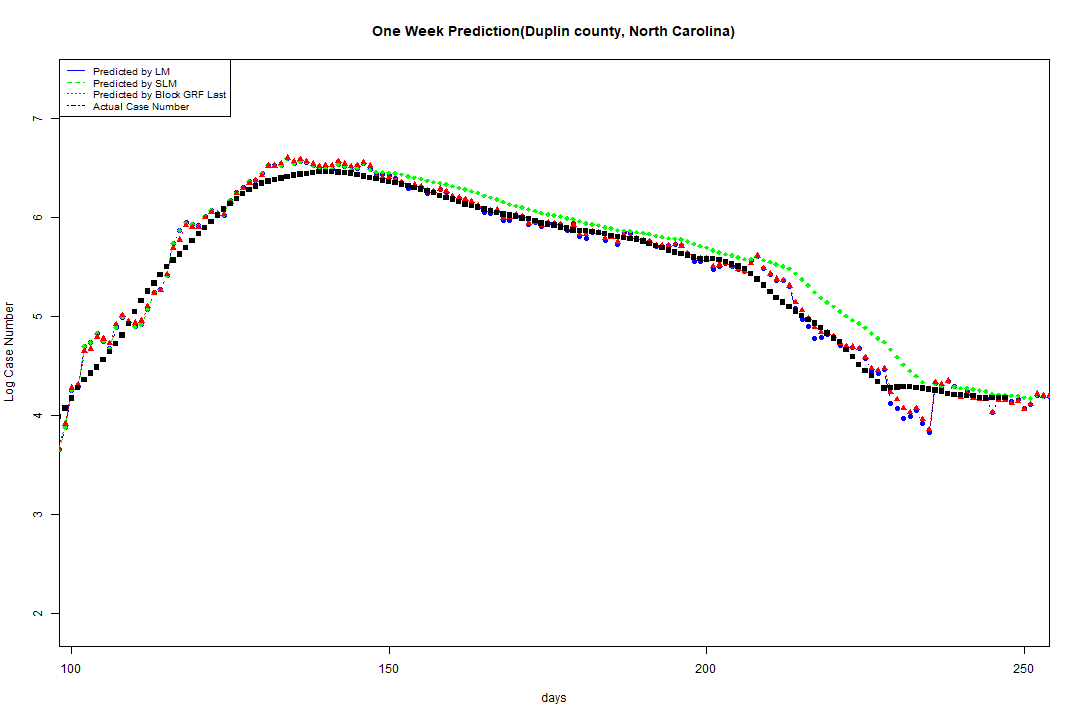 One Week Prediction(Duplin county, North Carolina)
Predicted by LM
Predicted by SLM
Predicted by Block GRF Last
Actual Case Number
Log Case Number
7
6
5
4
3
2
100 150 200 250
days